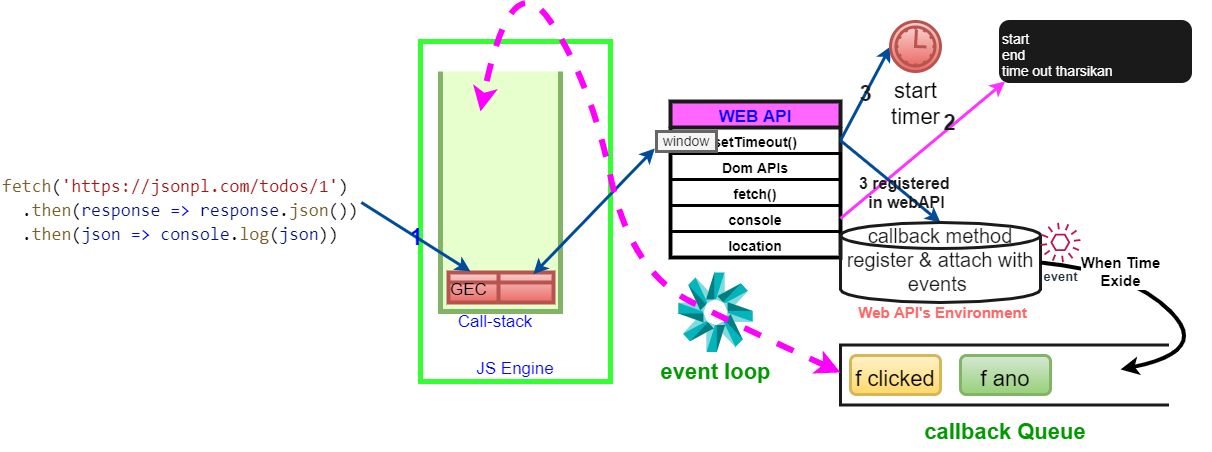 fetch('https://jsonpl.com/todos/1')
.then(response => response.json())
.then(json => console.log(json))
1
GEC
Call-stack
JS Engine
WEB API
window
setTimeout()
Dom APIs
fetch()
console
location
3
start
timer
2
start
end
time out tharsikan
3 registered
in webAPI
callback method
register & attach with
events
Web API's Environment
event
When Time
Exide
event loop
f clicked
f ano
callback Queue